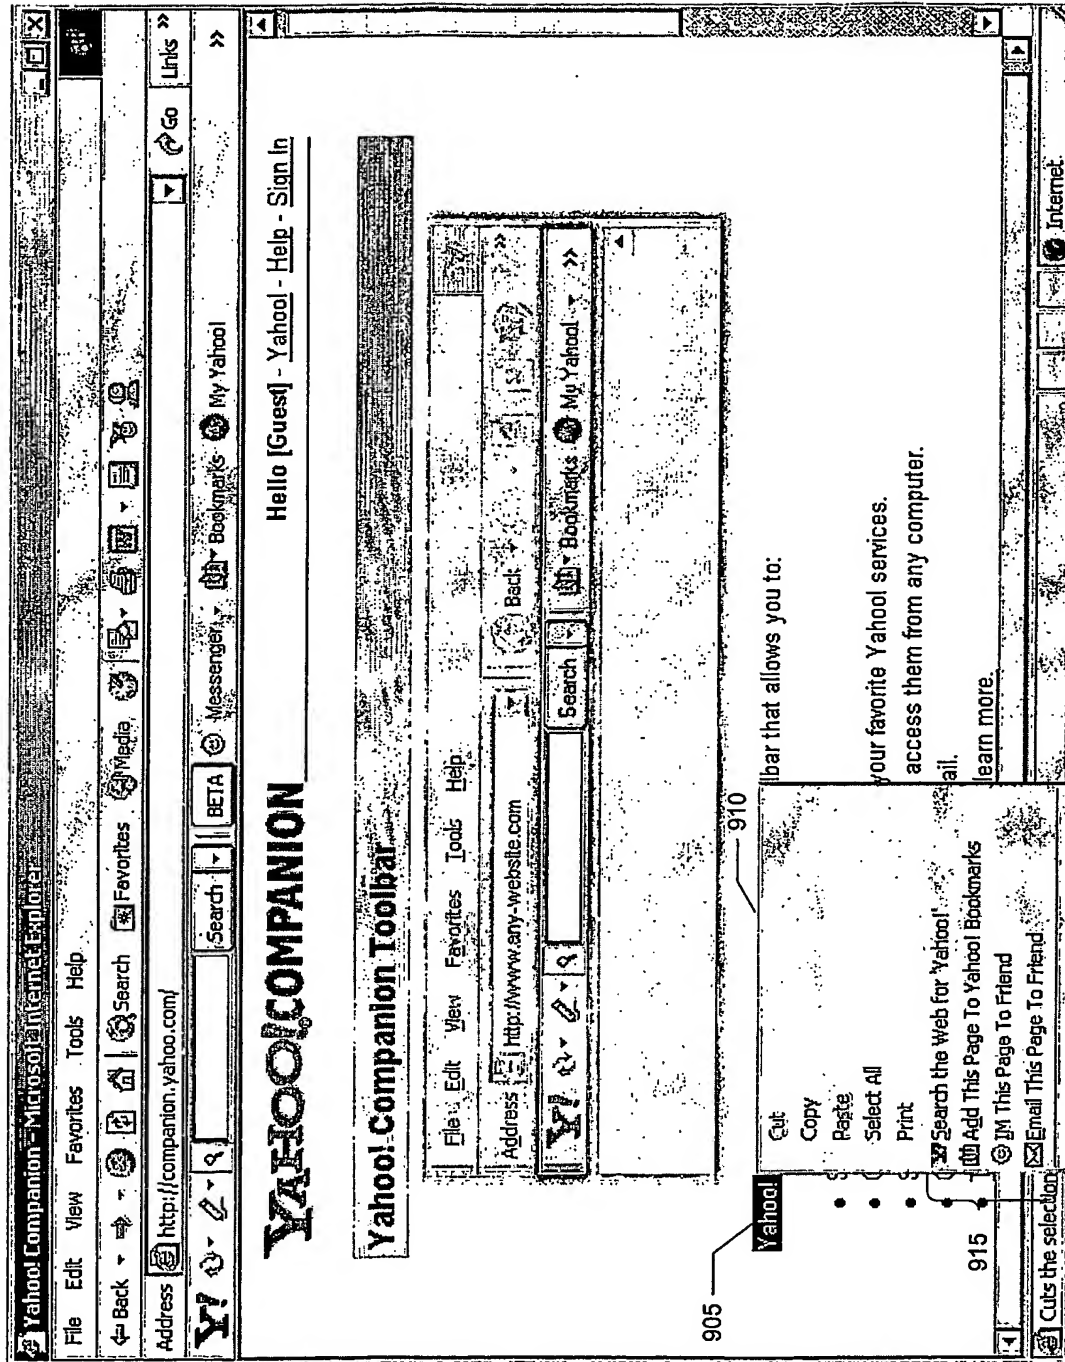 Yahoo! Companion - Microsoft Internet Explorer
File Edit View Favorites Tools Help
Back Search Favorites Media
Address http://companion.yahoo.com/ Go Links »
Y! Search BETA Messenger Bookmarks My Yahoo! »
YAHOO! COMPANION
Hello [Guest] - Yahoo! - Help - Sign In
Yahoo! Companion Toolbar
File Edit View Favorites Tools Help
Address http://www.any-website.com Back »
Y! Search Bookmarks My Yahoo! »
905
910
Yahoo!
lbar that allows you to:
Cut
Copy
Paste
Select All
Print
Y! Search the Web for 'Yahoo!'
Add This Page To Yahoo! Bookmarks
IM This Page To Friend
Email This Page To Friend
your favorite Yahoo! services.
access them from any computer.
ail.
learn more.
915
Cuts the selection
Internet